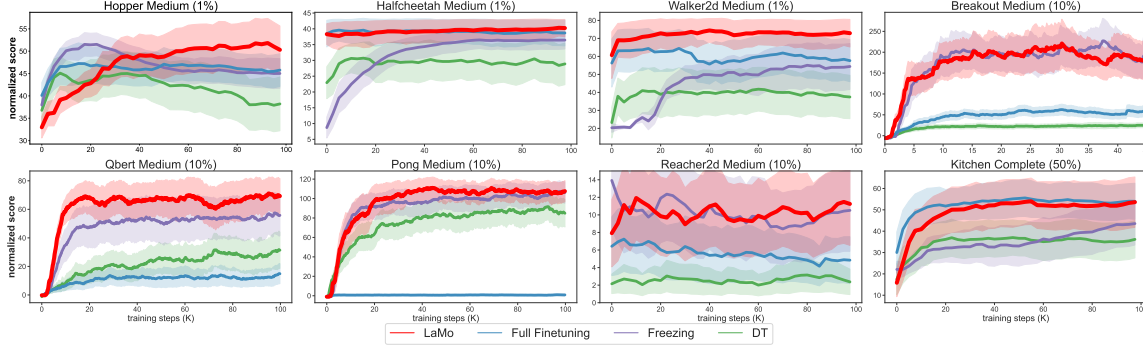 Hopper Medium (1%)
Halfcheetah Medium (1%)
Walker2d Medium (1%)
Breakout Medium (10%)
normalized score
55
50
45
40
35
0 20 40 60 80 100
45
40
35
30
25
20
15
10
5
0 20 40 60 80 100
80
70
60
50
40
30
20
0 20 40 60 80 100
250
200
150
100
50
0
0 5 10 15 20 25 30 35 40
Qbert Medium (10%)
Pong Medium (10%)
Reacher2d Medium (10%)
Kitchen Complete (50%)
normalized score
80
60
40
20
0
0 20 40 60 80 100
training steps (K)
120
100
80
60
40
20
0
0 20 40 60 80 100
training steps (K)
14
12
10
8
6
4
2
0
0 20 40 60 80 100
training steps (K)
60
50
40
30
20
10
0 20 40 60 80 100
training steps (K)
LaMo Full Finetuning Freezing DT